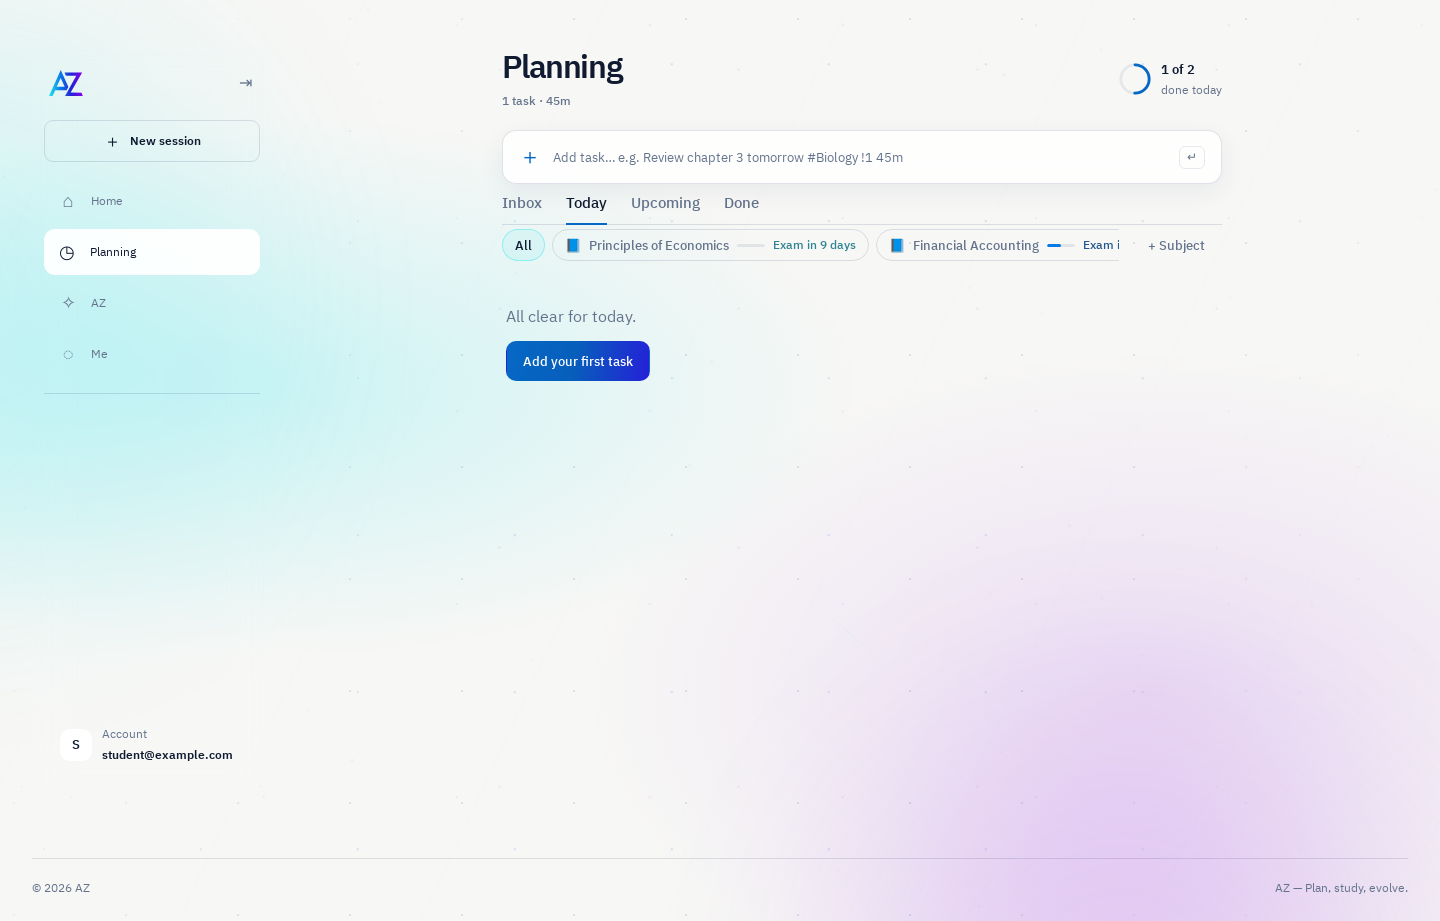 AZ
⇥
+ New session
Home
Planning
AZ
Me
Account
S
student@example.com
Planning
1 task · 45m
1 of 2
done today
+ Add task… e.g. Review chapter 3 tomorrow #Biology !1 45m ↵
Inbox Today Upcoming Done
All Principles of Economics Exam in 9 days Financial Accounting Exam i + Subject
All clear for today.
Add your first task
© 2026 AZ
AZ — Plan, study, evolve.